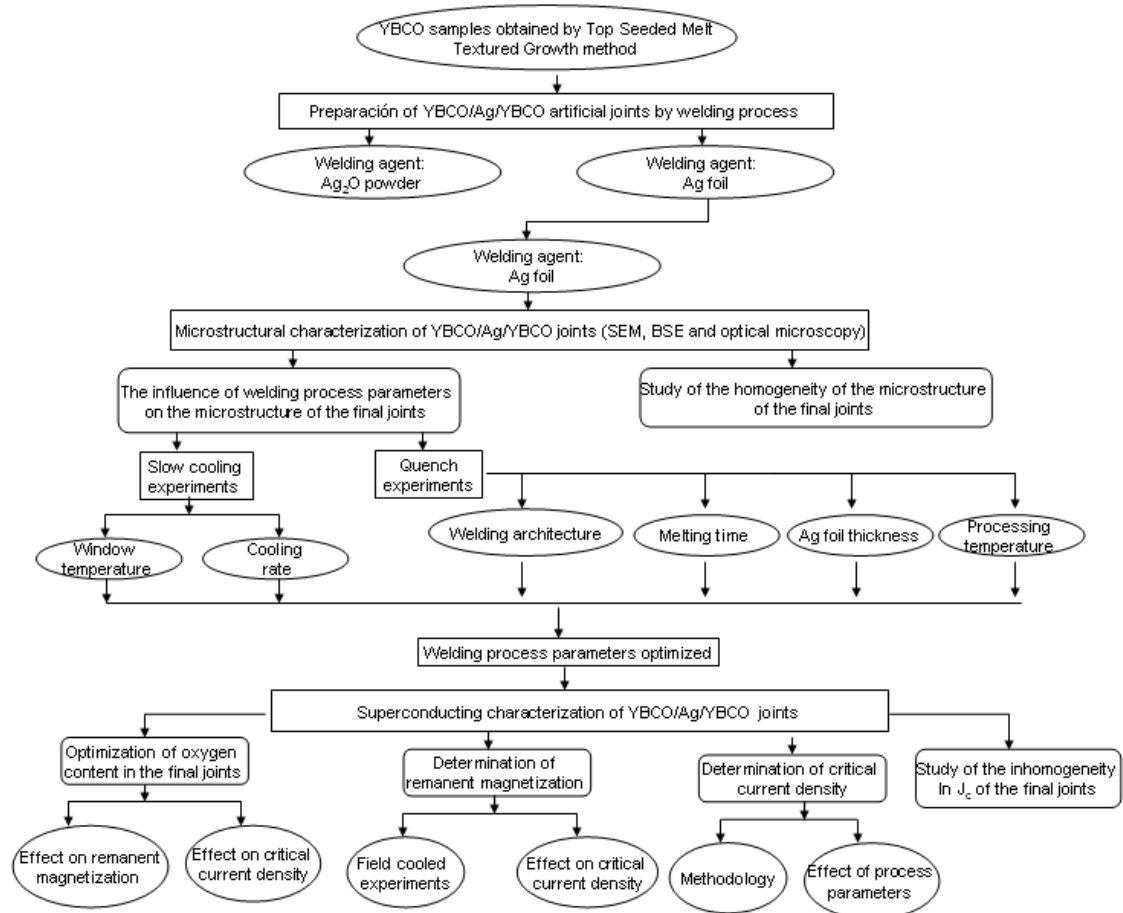 YBCO samples obtained by Top Seeded Melt
Textured Growth method
Preparación of YBCO/Ag/YBCO artificial joints by welding process
Welding agent:
Ag₂O powder
Welding agent:
Ag foil
Welding agent:
Ag foil
Microstructural characterization of YBCO/Ag/YBCO joints (SEM, BSE and optical microscopy)
The influence of welding process parameters
on the microstructure of the final joints
Study of the homogeneity of the microstructure
of the final joints
Slow cooling
experiments
Quench
experiments
Window
temperature
Cooling
rate
Welding architecture
Melting time
Ag foil thickness
Processing
temperature
Welding process parameters optimized
Superconducting characterization of YBCO/Ag/YBCO joints
Optimization of oxygen
content in the final joints
Determination of
remanent magnetization
Determination of critical
current density
Study of the inhomogeneity
In J_c of the final joints
Effect on remanent
magnetization
Effect on critical
current density
Field cooled
experiments
Effect on critical
current density
Methodology
Effect of process
parameters